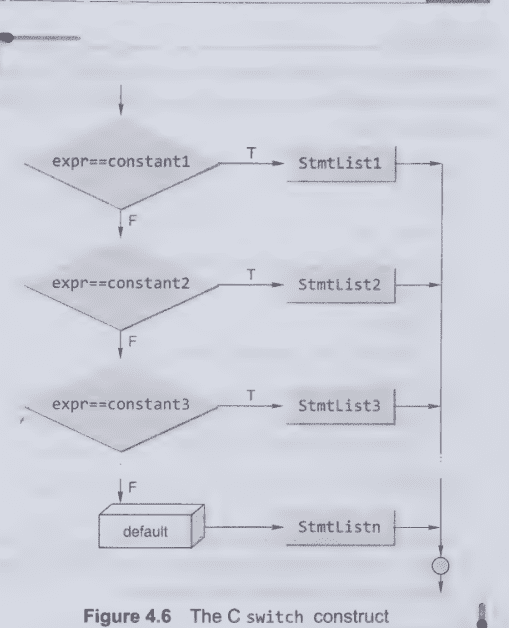 expr==constant1
T
StmtList1
F
expr==constant2
T
StmtList2
F
expr==constant3
T
StmtList3
F
default
StmtListn
Figure 4.6 The C switch construct